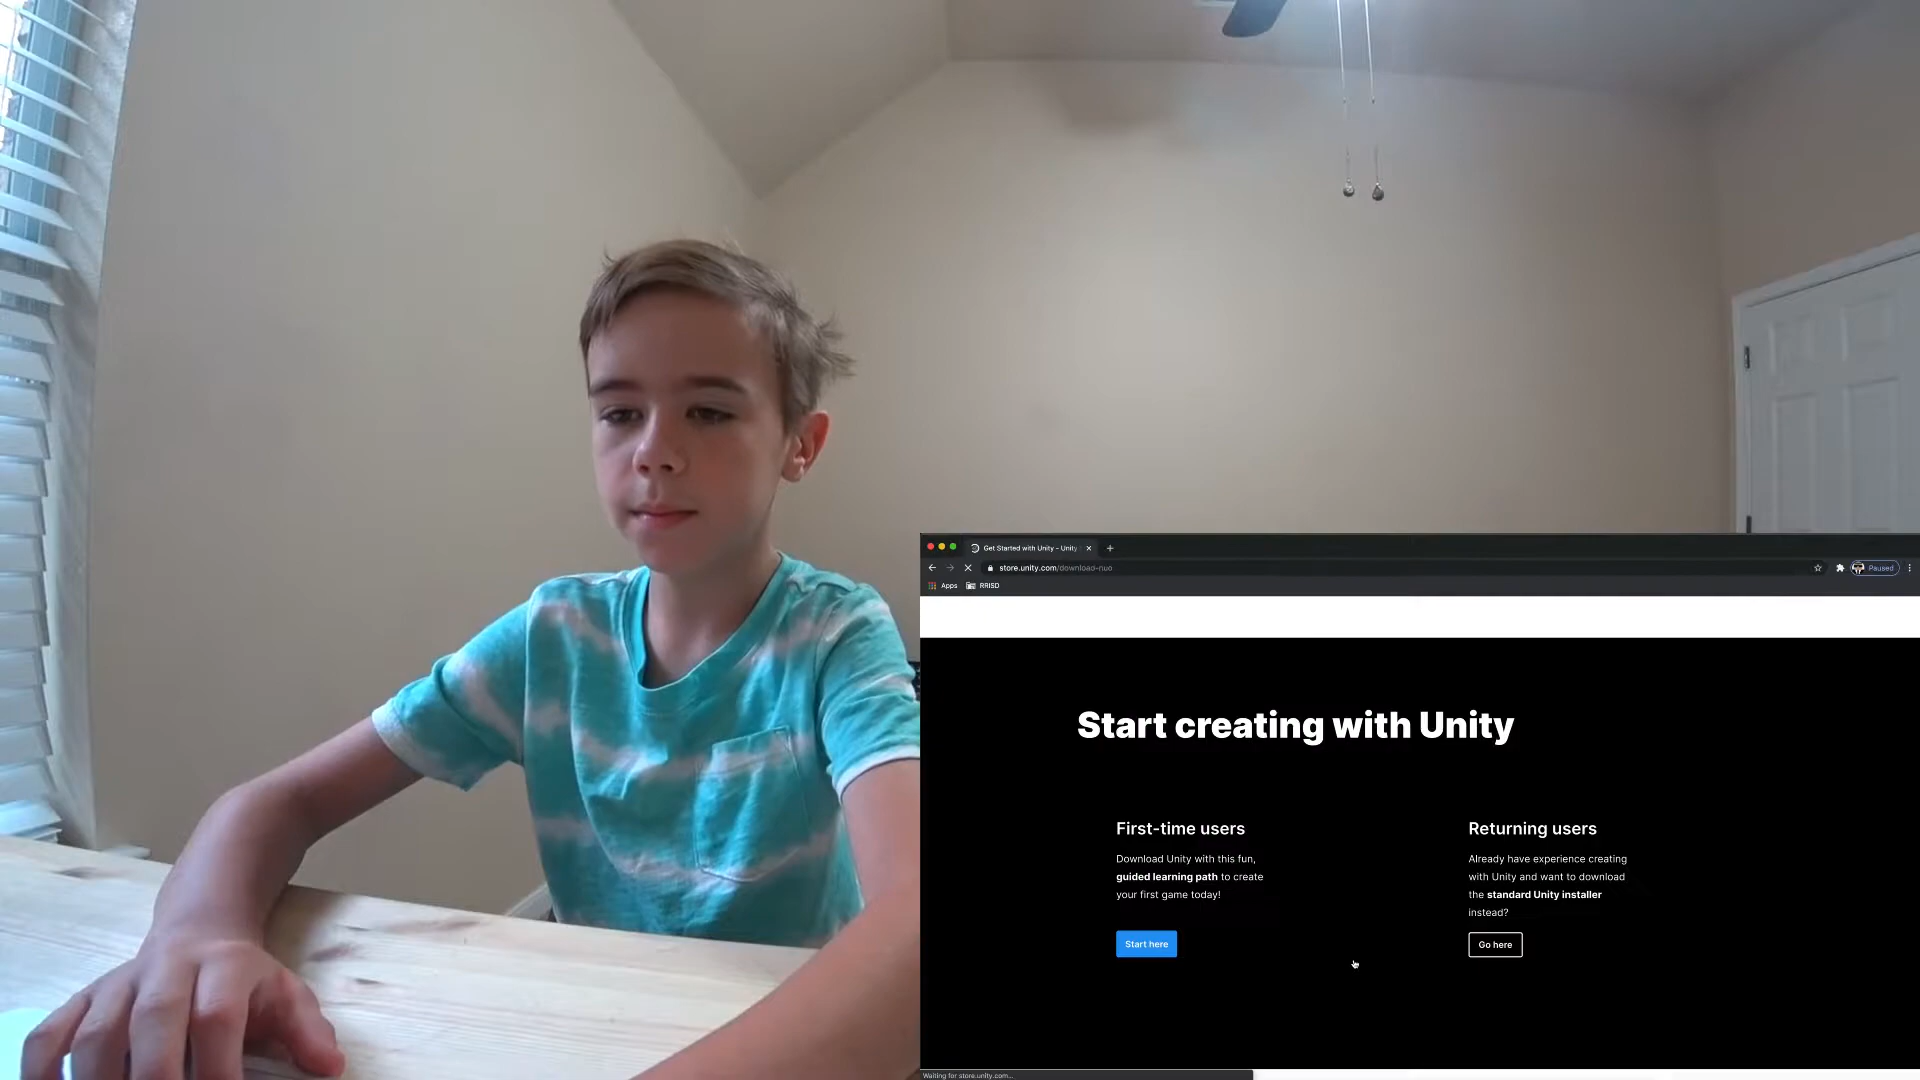 Get Started with Unity - Unity
store.unity.com/download-nuo
Paused
Apps
RRISD
Start creating with Unity
First-time users
Download Unity with this fun,
guided learning path to create
your first game today!
Start here
Returning users
Already have experience creating
with Unity and want to download
the standard Unity installer
instead?
Go here
Waiting for store.unity.com...